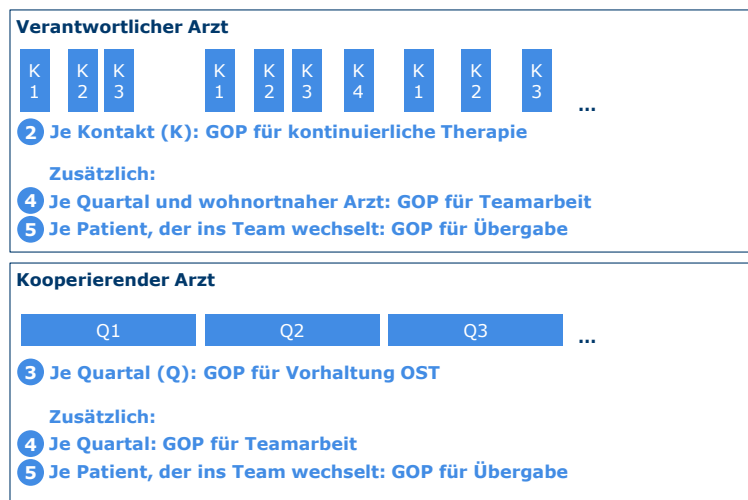 Verantwortlicher Arzt
K 1 K 2 K 3 K 1 K 2 K 3 K 4 K 1 K 2 K 3 ...
2 Je Kontakt (K): GOP für kontinuierliche Therapie
Zusätzlich:
4 Je Quartal und wohnortnaher Arzt: GOP für Teamarbeit
5 Je Patient, der ins Team wechselt: GOP für Übergabe
Kooperierender Arzt
Q1 Q2 Q3 ...
3 Je Quartal (Q): GOP für Vorhaltung OST
Zusätzlich:
4 Je Quartal: GOP für Teamarbeit
5 Je Patient, der ins Team wechselt: GOP für Übergabe